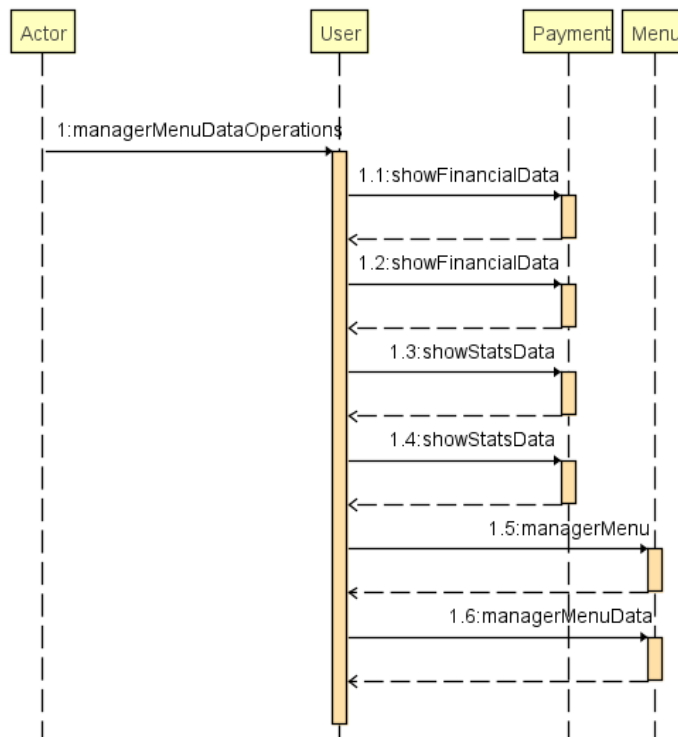 Actor
User
Payment
Menu
1:managerMenuDataOperations
1.1:showFinancialData
1.2:showFinancialData
1.3:showStatsData
1.4:showStatsData
1.5:managerMenu
1.6:managerMenuData